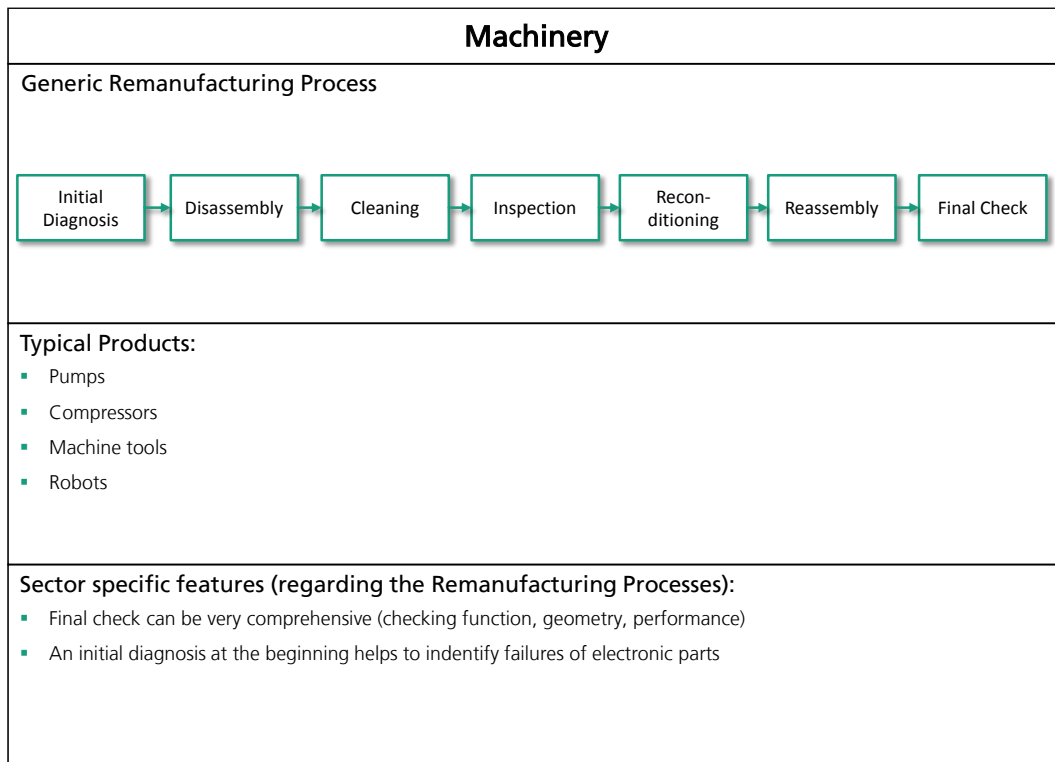 Machinery
Generic Remanufacturing Process
Initial
Diagnosis
Disassembly
Cleaning
Inspection
Recon-
ditioning
Reassembly
Final Check
Typical Products:
▪ Pumps
▪ Compressors
▪ Machine tools
▪ Robots
Sector specific features (regarding the Remanufacturing Processes):
▪ Final check can be very comprehensive (checking function, geometry, performance)
▪ An initial diagnosis at the beginning helps to indentify failures of electronic parts